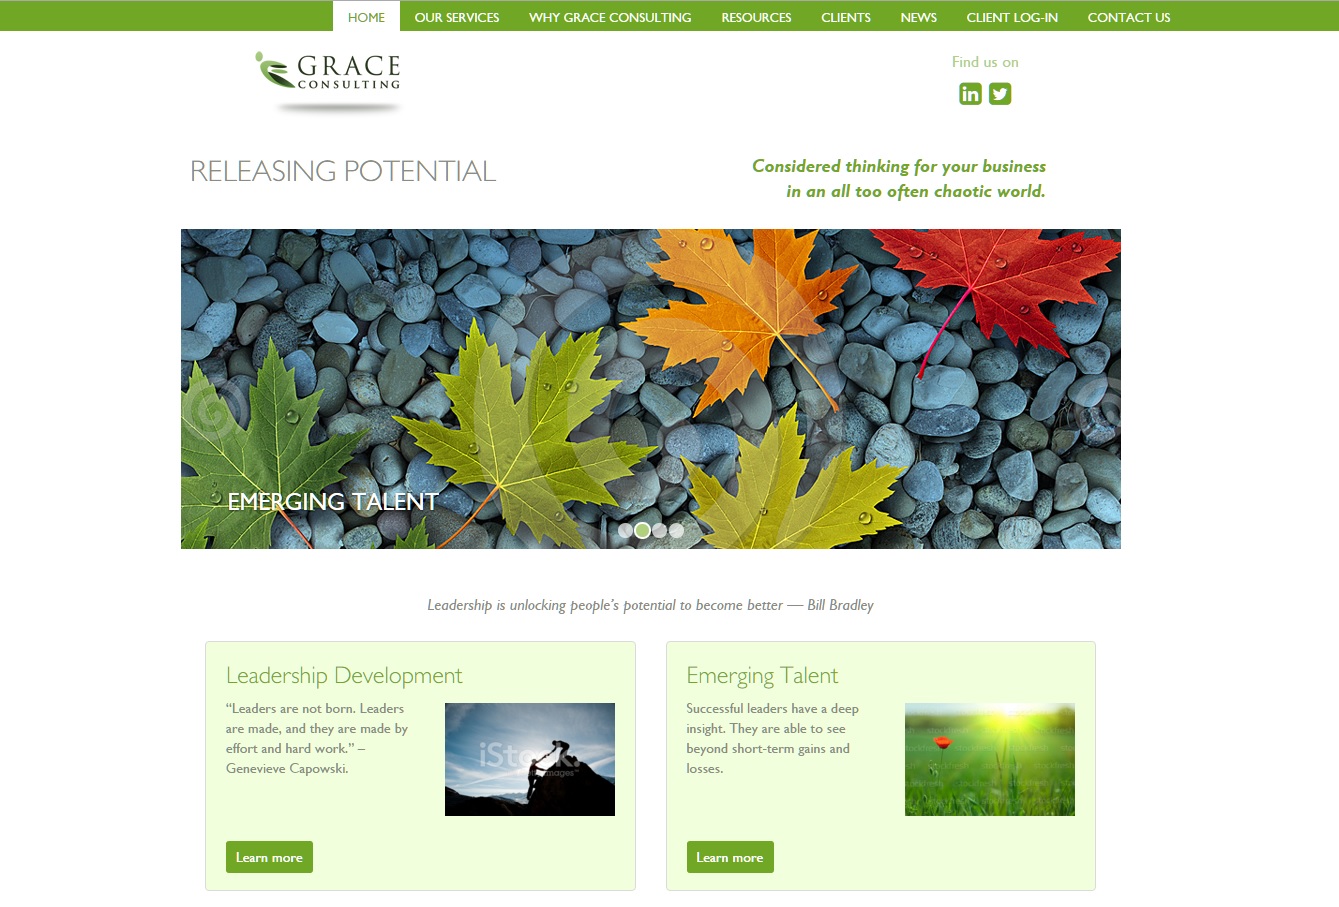 HOME OUR SERVICES WHY GRACE CONSULTING RESOURCES CLIENTS NEWS CLIENT LOG-IN CONTACT US
GRACE
CONSULTING
Find us on
in
RELEASING POTENTIAL
Considered thinking for your business
in an all too often chaotic world.
EMERGING TALENT
Leadership is unlocking people’s potential to become better — Bill Bradley
Leadership Development
“Leaders are not born. Leaders
are made, and they are made by
effort and hard work.” –
Genevieve Capowski.
iStock.
Learn more
Emerging Talent
Successful leaders have a deep
insight. They are able to see
beyond short-term gains and
losses.
Learn more